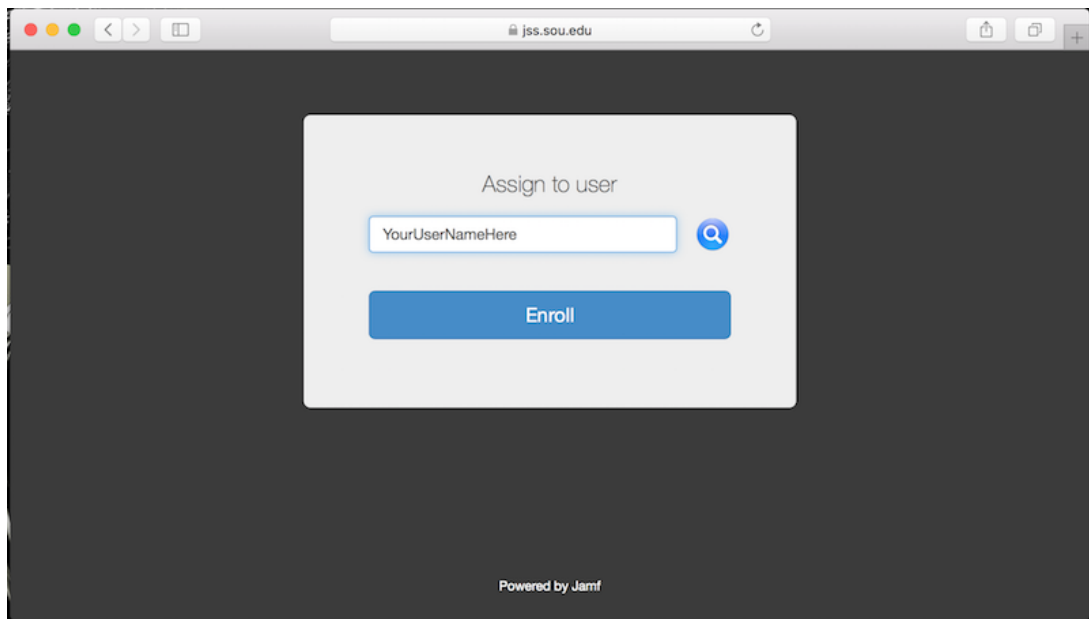 jss.sou.edu
Assign to user
YourUserNameHere
Enroll
Powered by Jamf